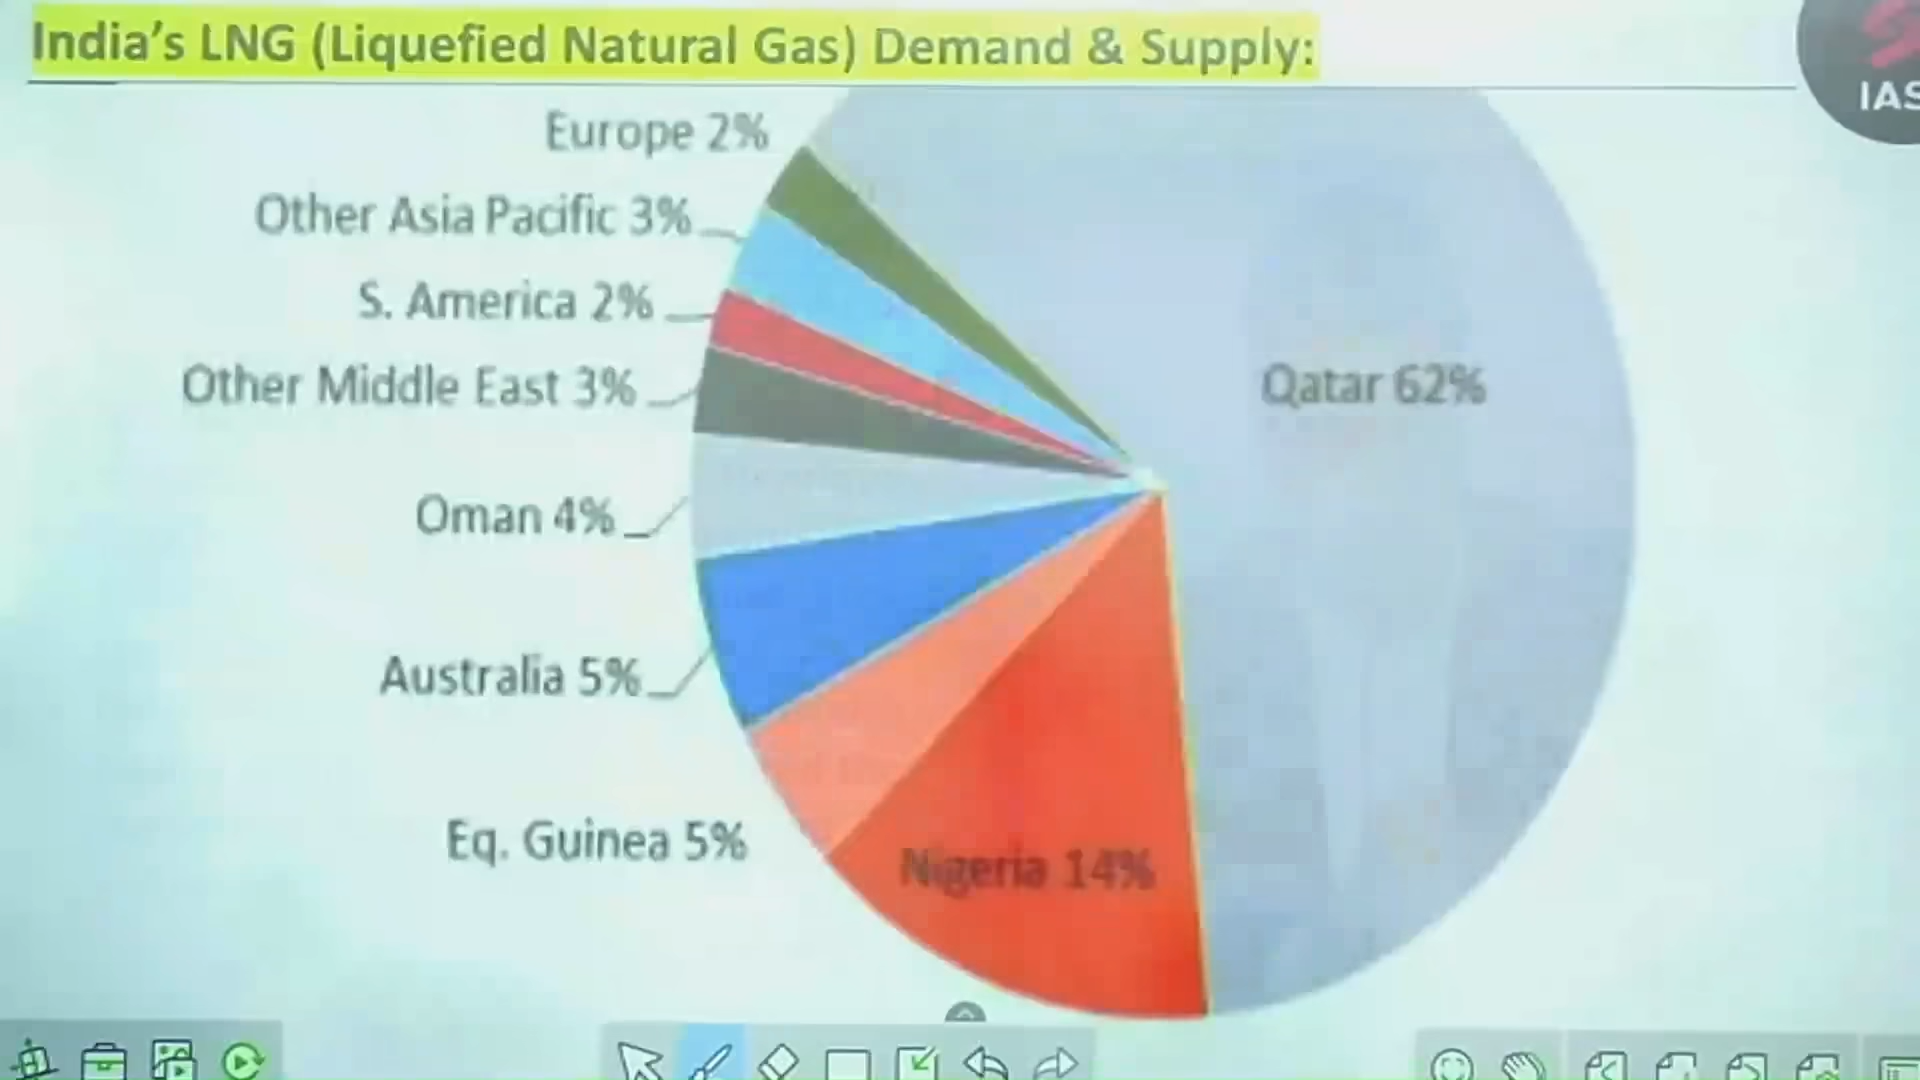 India's LNG (Liquefied Natural Gas) Demand & Supply:
IAS
Europe 2%
Other Asia Pacific 3%
S. America 2%
Other Middle East 3%
Qatar 62%
Oman 4%
Australia 5%
Eq. Guinea 5%
Nigeria 14%